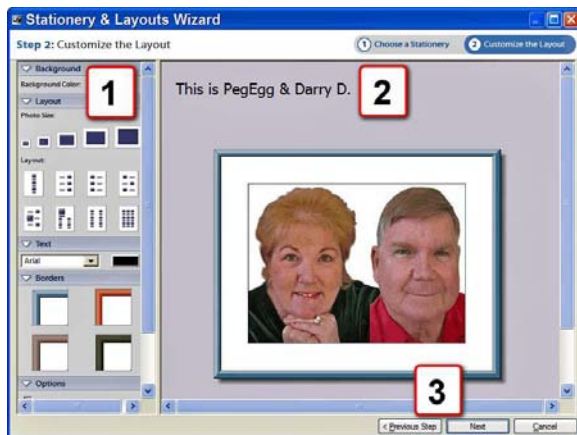 Stationery & Layouts Wizard
Step 2: Customize the Layout
1 Choose a Stationery
2 Customize the Layout
Background
Background Color:
1
Layout
Photo Size:
Layout:
Text
Arial
Borders
Options
This is PegEgg & Darry D.
2
3
< Previous Step
Next
Cancel